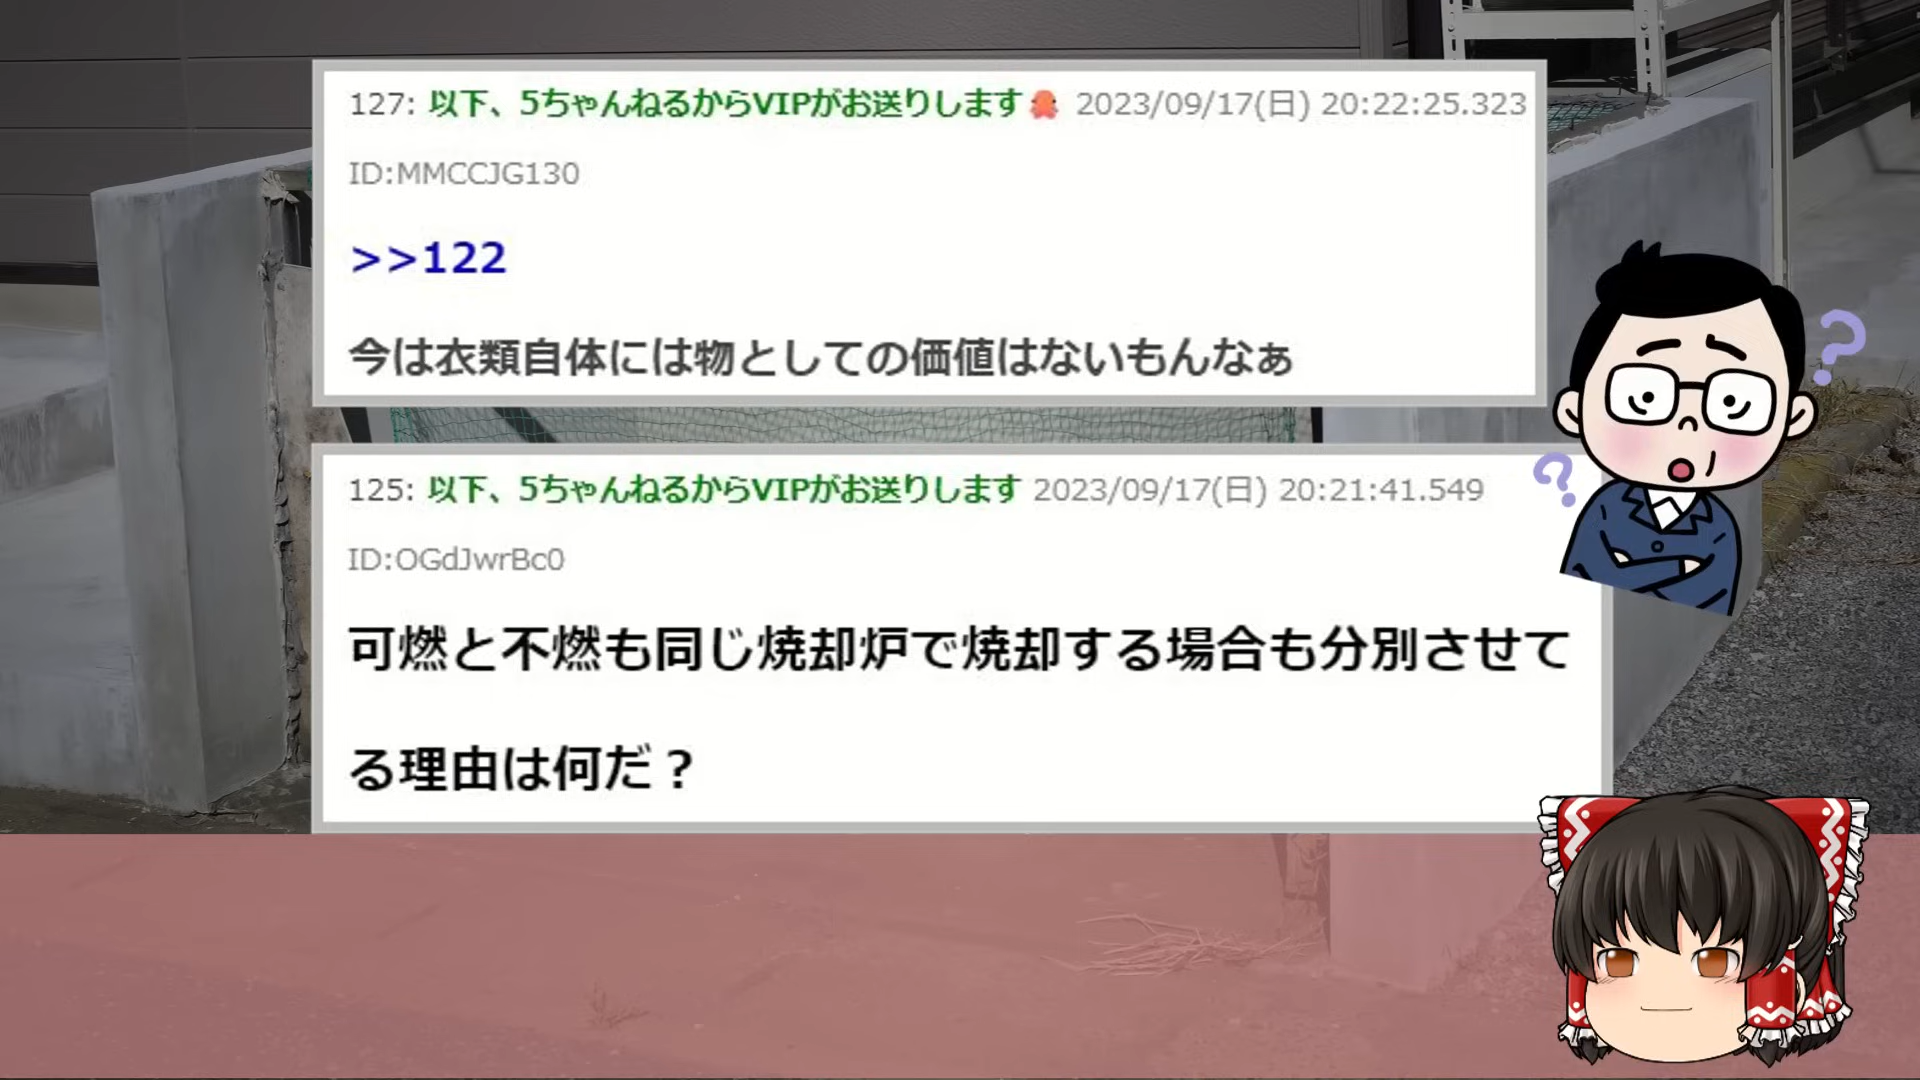 127: 以下、5ちゃんねるからVIPがお送りします 2023/09/17(日) 20:22:25.323
ID:MMCCJG130
>>122
今は衣類自体には物としての価値はないもんなぁ
125: 以下、5ちゃんねるからVIPがお送りします 2023/09/17(日) 20:21:41.549
ID:OGdJwrBc0
可燃と不燃も同じ焼却炉で焼却する場合も分別させて
る理由は何だ？